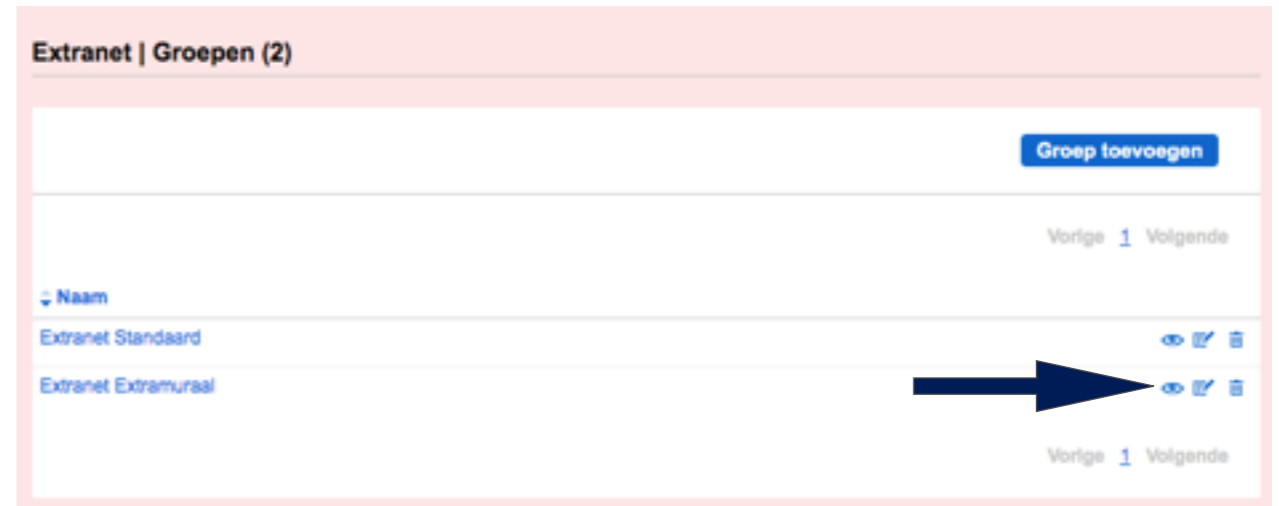 Extranet | Groepen (2)
Groep toevoegen
Vorige 1 Volgende
Naam
Extranet Standaard
Extranet Extramuraal
Vorige 1 Volgende